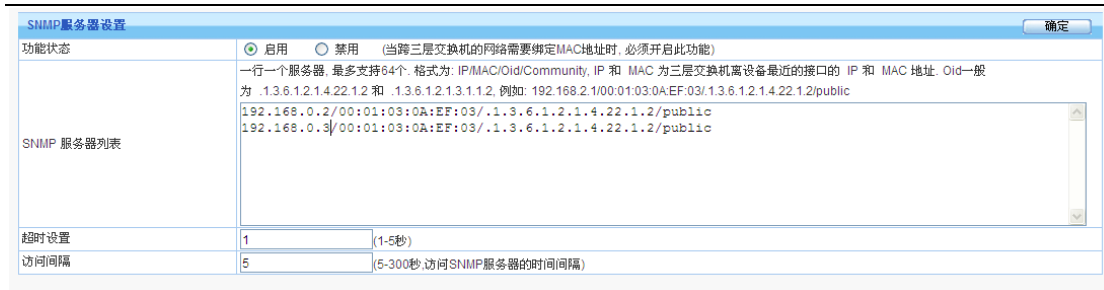 SNMP服务器设置 确定
功能状态 启用 禁用 (当跨三层交换机的网络需要绑定MAC地址时, 必须开启此功能)
一行一个服务器, 最多支持64个. 格式为: IP/MAC/Oid/Community, IP 和 MAC 为三层交换机离设备最近的接口的 IP 和 MAC 地址. Oid一般
为 .1.3.6.1.2.1.4.22.1.2 和 .1.3.6.1.2.1.3.1.1.2, 例如: 192.168.2.1/00:01:03:0A:EF:03/.1.3.6.1.2.1.4.22.1.2/public
192.168.0.2/00:01:03:0A:EF:03/.1.3.6.1.2.1.4.22.1.2/public
192.168.0.3/00:01:03:0A:EF:03/.1.3.6.1.2.1.4.22.1.2/public
SNMP 服务器列表
超时设置 1 (1-5秒)
访问间隔 5 (5-300秒,访问SNMP服务器的时间间隔)